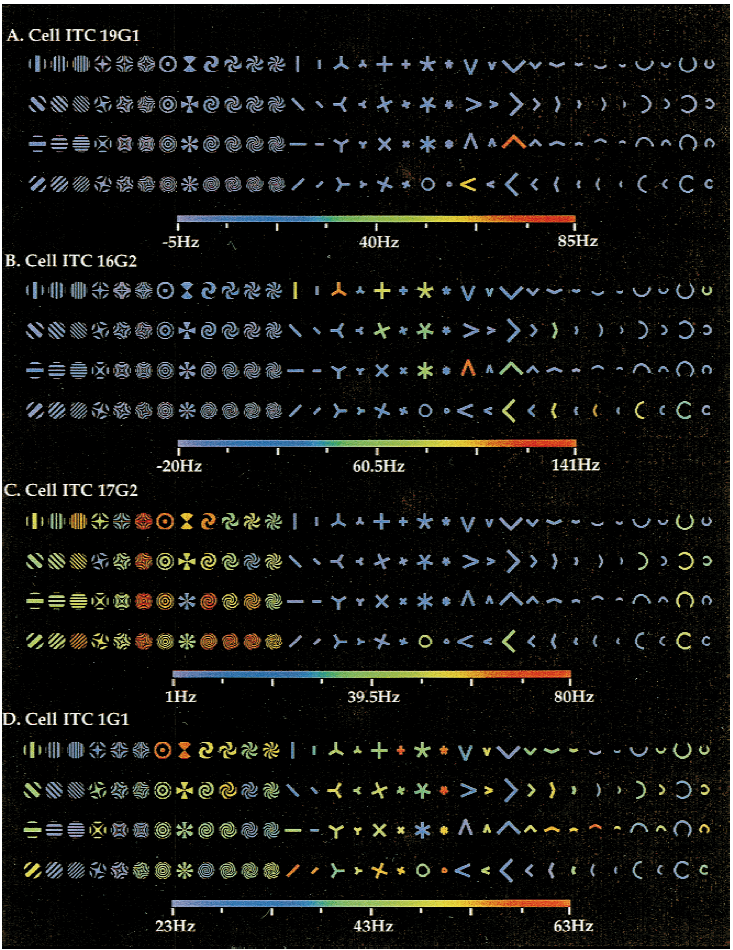 A. Cell ITC 19G1
-5Hz 40Hz 85Hz
B. Cell ITC 16G2
-20Hz 60.5Hz 141Hz
C. Cell ITC 17G2
1Hz 39.5Hz 80Hz
D. Cell ITC 1G1
23Hz 43Hz 63Hz